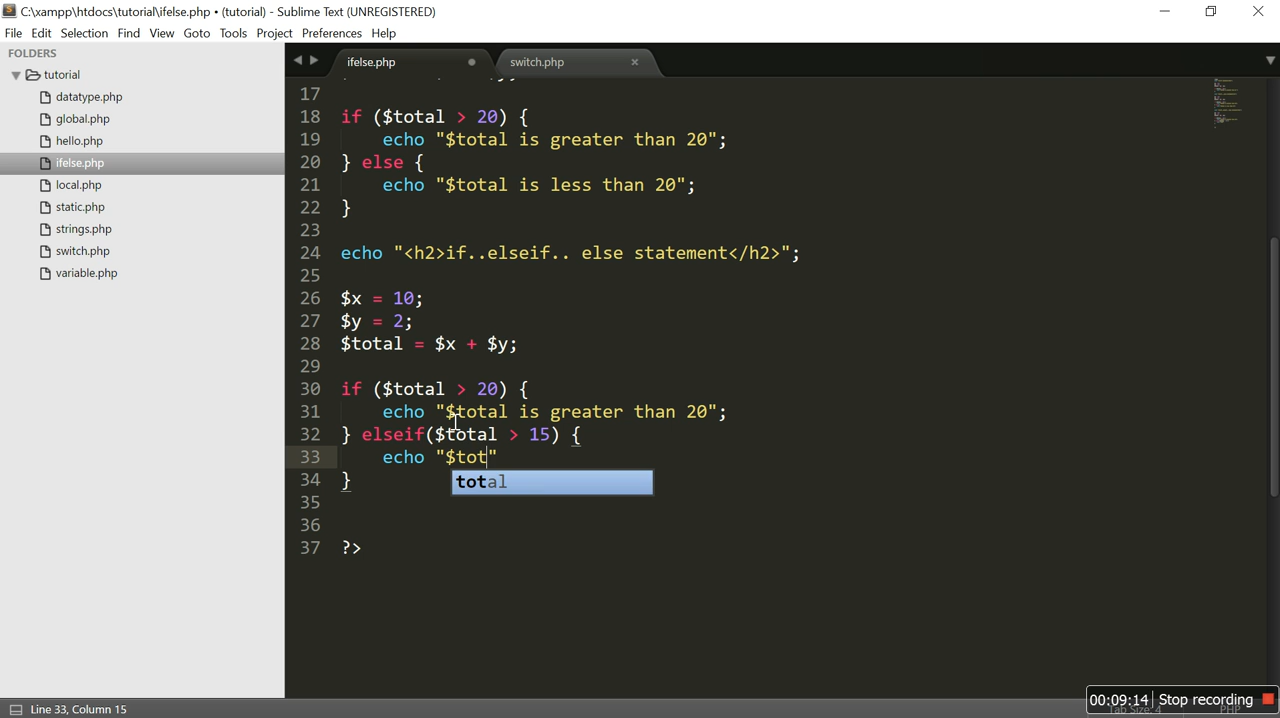 C:\xampp\htdocs\tutorial\ifelse.php • (tutorial) - Sublime Text (UNREGISTERED)
File Edit Selection Find View Goto Tools Project Preferences Help
FOLDERS
tutorial
datatype.php
global.php
hello.php
ifelse.php
local.php
static.php
strings.php
switch.php
variable.php
ifelse.php
switch.php
17
18 if ($total > 20) {
19 echo "$total is greater than 20";
20 } else {
21 echo "$total is less than 20";
22 }
23
24 echo "<h2>if..elseif.. else statement</h2>";
25
26 $x = 10;
27 $y = 2;
28 $total = $x + $y;
29
30 if ($total > 20) {
31 echo "$total is greater than 20";
32 } elseif($total > 15) {
33 echo "$tot"
34 }
total
35
36
37 ?>
Line 33, Column 15
00:09:14 Stop recording
Tab Size: 4 PHP